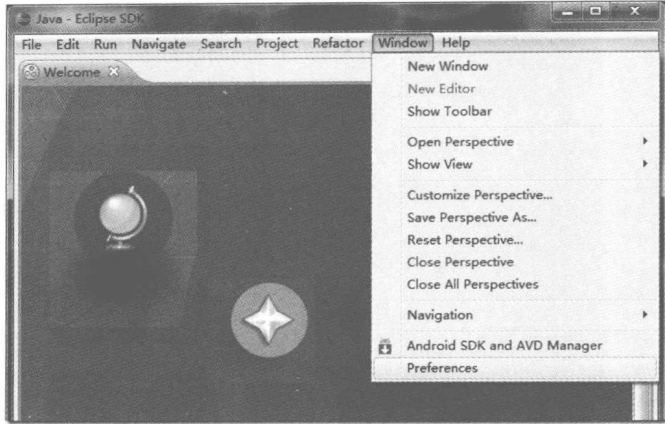 Java - Eclipse SDK
File Edit Run Navigate Search Project Refactor Window Help
Welcome
New Window
New Editor
Show Toolbar
Open Perspective
Show View
Customize Perspective...
Save Perspective As...
Reset Perspective...
Close Perspective
Close All Perspectives
Navigation
Android SDK and AVD Manager
Preferences